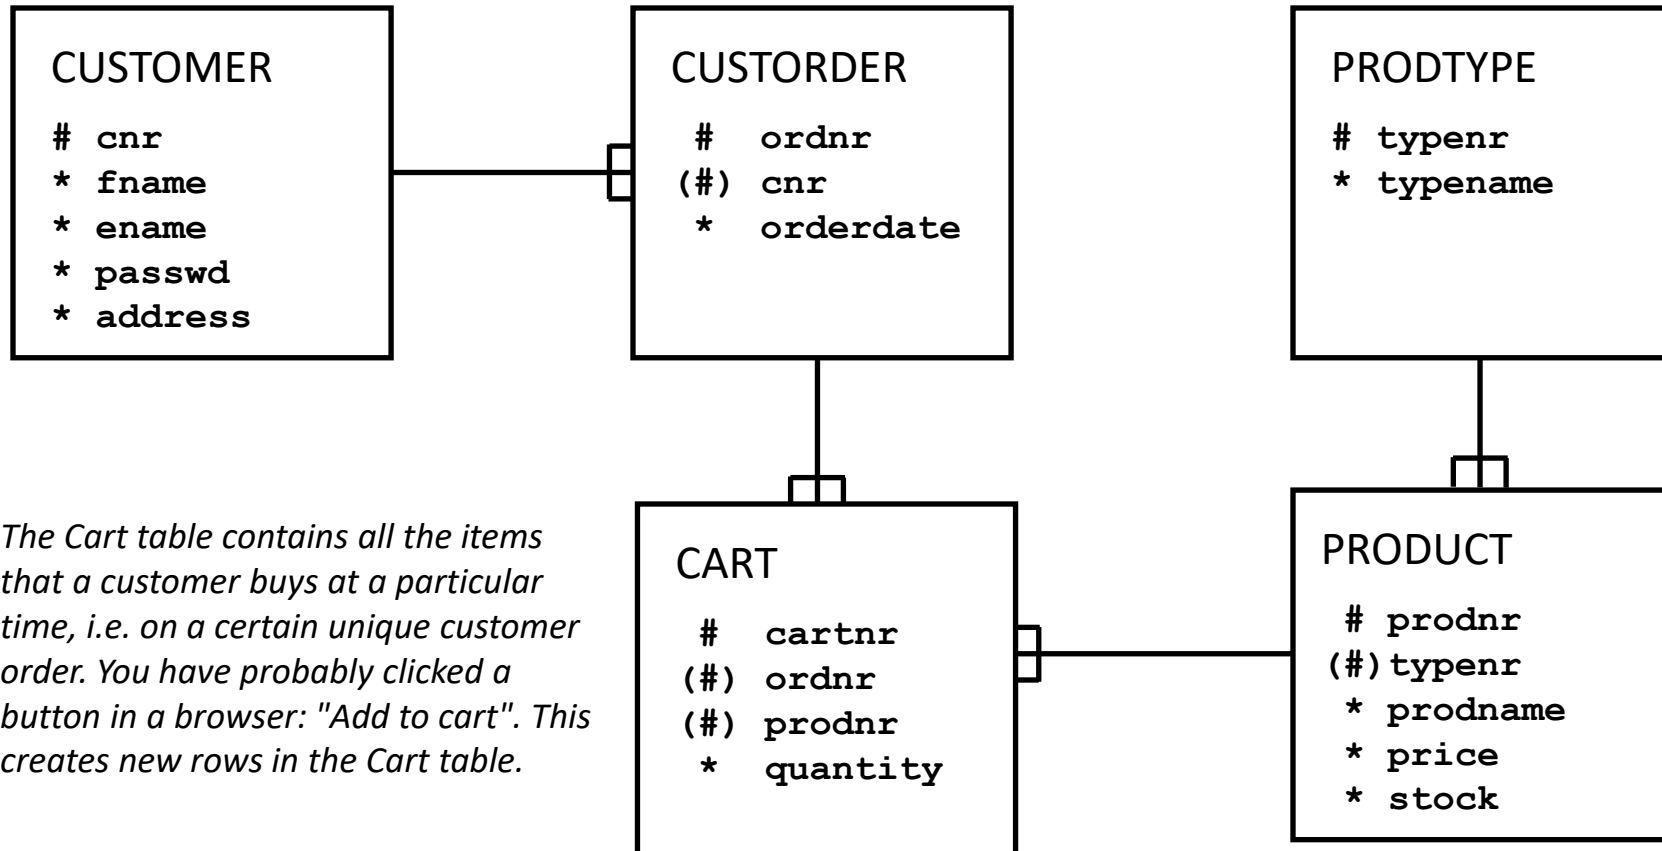 CUSTOMER
# cnr
* fname
* ename
* passwd
* address
CUSTORDER
# ordnr
(#) cnr
* orderdate
PRODTYPE
# typenr
* typename
The Cart table contains all the items
that a customer buys at a particular
time, i.e. on a certain unique customer
order. You have probably clicked a
button in a browser: "Add to cart". This
creates new rows in the Cart table.
CART
# cartnr
(#) ordnr
(#) prodnr
* quantity
PRODUCT
# prodnr
(#) typenr
* prodname
* price
* stock